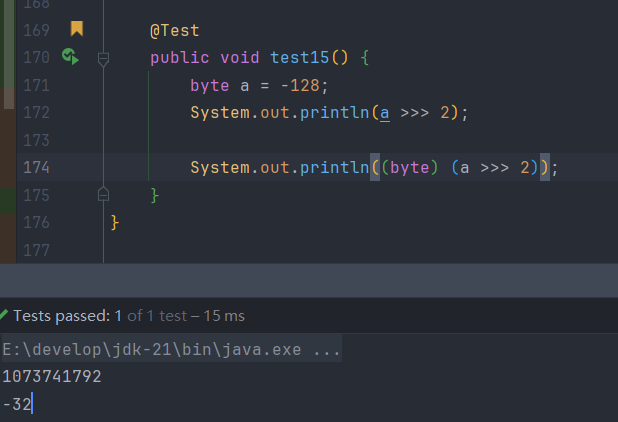 168
169 @Test
170 public void test15() {
171 byte a = -128;
172 System.out.println(a >>> 2);
173
174 System.out.println((byte) (a >>> 2));
175 }
176 }
177
Tests passed: 1 of 1 test – 15 ms
E:\develop\jdk-21\bin\java.exe ...
1073741792
-32